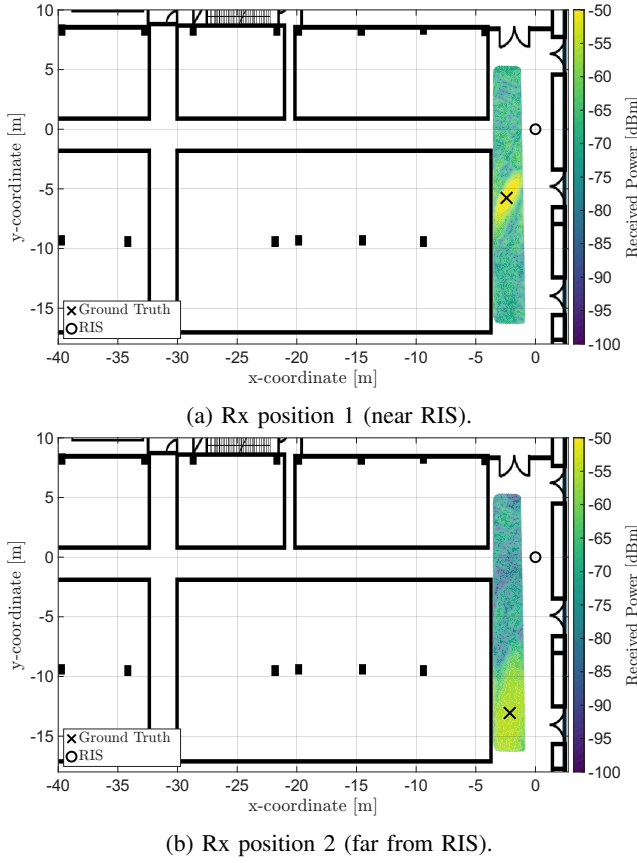 10
5
0
-5
-10
-15
y-coordinate [m]
Ground Truth
RIS
-40 -35 -30 -25 -20 -15 -10 -5 0
x-coordinate [m]
-50
-55
-60
-65
-70
-75
-80
-85
-90
-95
-100
Received Power [dBm]
(a) Rx position 1 (near RIS).
10
5
0
-5
-10
-15
y-coordinate [m]
Ground Truth
RIS
-40 -35 -30 -25 -20 -15 -10 -5 0
x-coordinate [m]
-50
-55
-60
-65
-70
-75
-80
-85
-90
-95
-100
Received Power [dBm]
(b) Rx position 2 (far from RIS).